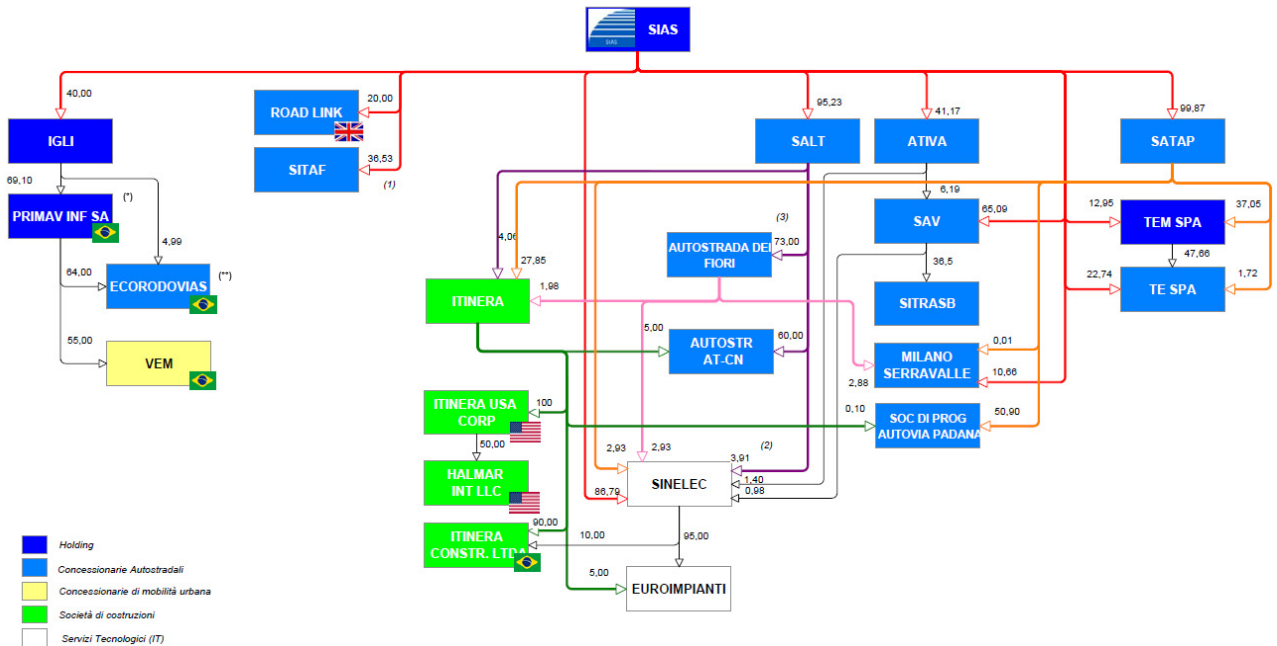 SIAS
SIAS
40,00
20,00
95,23
41,17
99,87
ROAD LINK
IGLI
SALT
ATIVA
SATAP
36,53
SITAF
(1)
69,10
(*)
6,19
12,95
37,05
PRIMAV INF SA
65,09
SAV
TEM SPA
4,06
(3)
4,99
73,00
AUTOSTRADA DEI
FIORI
47,66
64,00
(**)
27,85
36,5
22,74
1,72
ECORODOVIAS
ITINERA
1,98
SITRASB
TE SPA
55,00
5,00
60,00
0,01
VEM
AUTOSTR
AT-CN
MILANO
SERRAVALLE
10,66
2,88
ITINERA USA
CORP
100
0,10
SOC DI PROG
AUTOVIA PADANA
50,90
50,00
2,93
2,93
(2)
3,91
HALMAR
INT LLC
SINELEC
1,40
0,98
86,79
90,00
ITINERA
CONSTR. LTDA
10,00
95,00
5,00
EUROIMPIANTI
Holding
Concessionarie Autostradali
Concessionarie di mobilità urbana
Società di costruzioni
Servizi Tecnologici (IT)